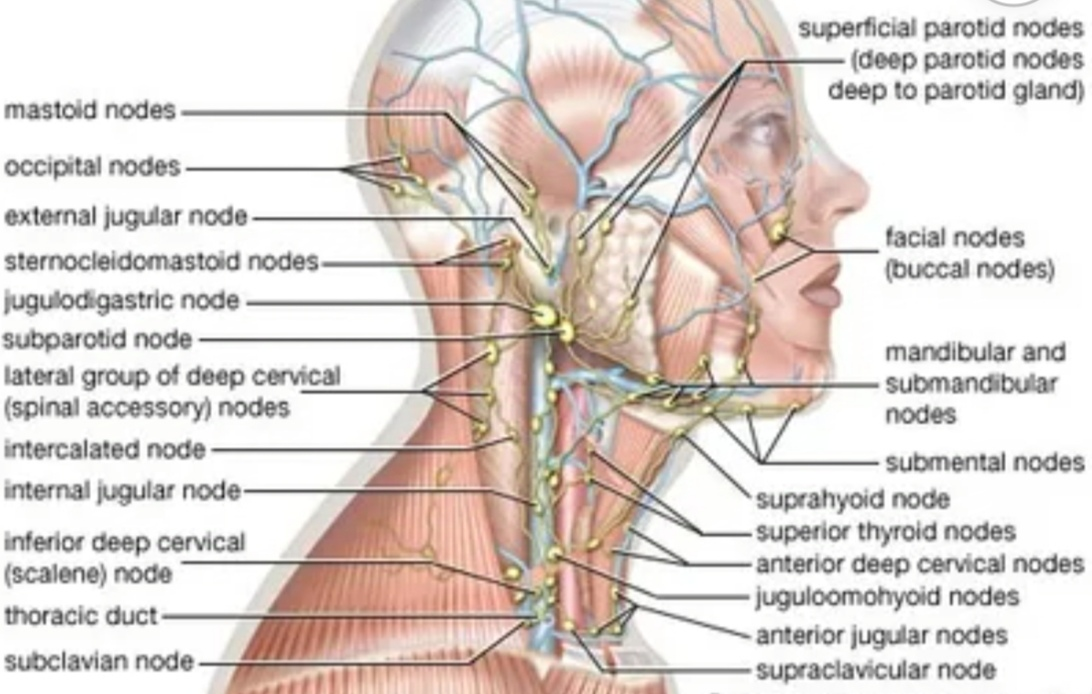 superficial parotid nodes
(deep parotid nodes
deep to parotid gland)
mastoid nodes
occipital nodes
external jugular node
sternocleidomastoid nodes
jugulodigastric node
subparotid node
lateral group of deep cervical
(spinal accessory) nodes
intercalated node
internal jugular node
inferior deep cervical
(scalene) node
thoracic duct
subclavian node
facial nodes
(buccal nodes)
mandibular and
submandibular
nodes
submental nodes
suprahyoid node
superior thyroid nodes
anterior deep cervical nodes
juguloomohyoid nodes
anterior jugular nodes
supraclavicular node